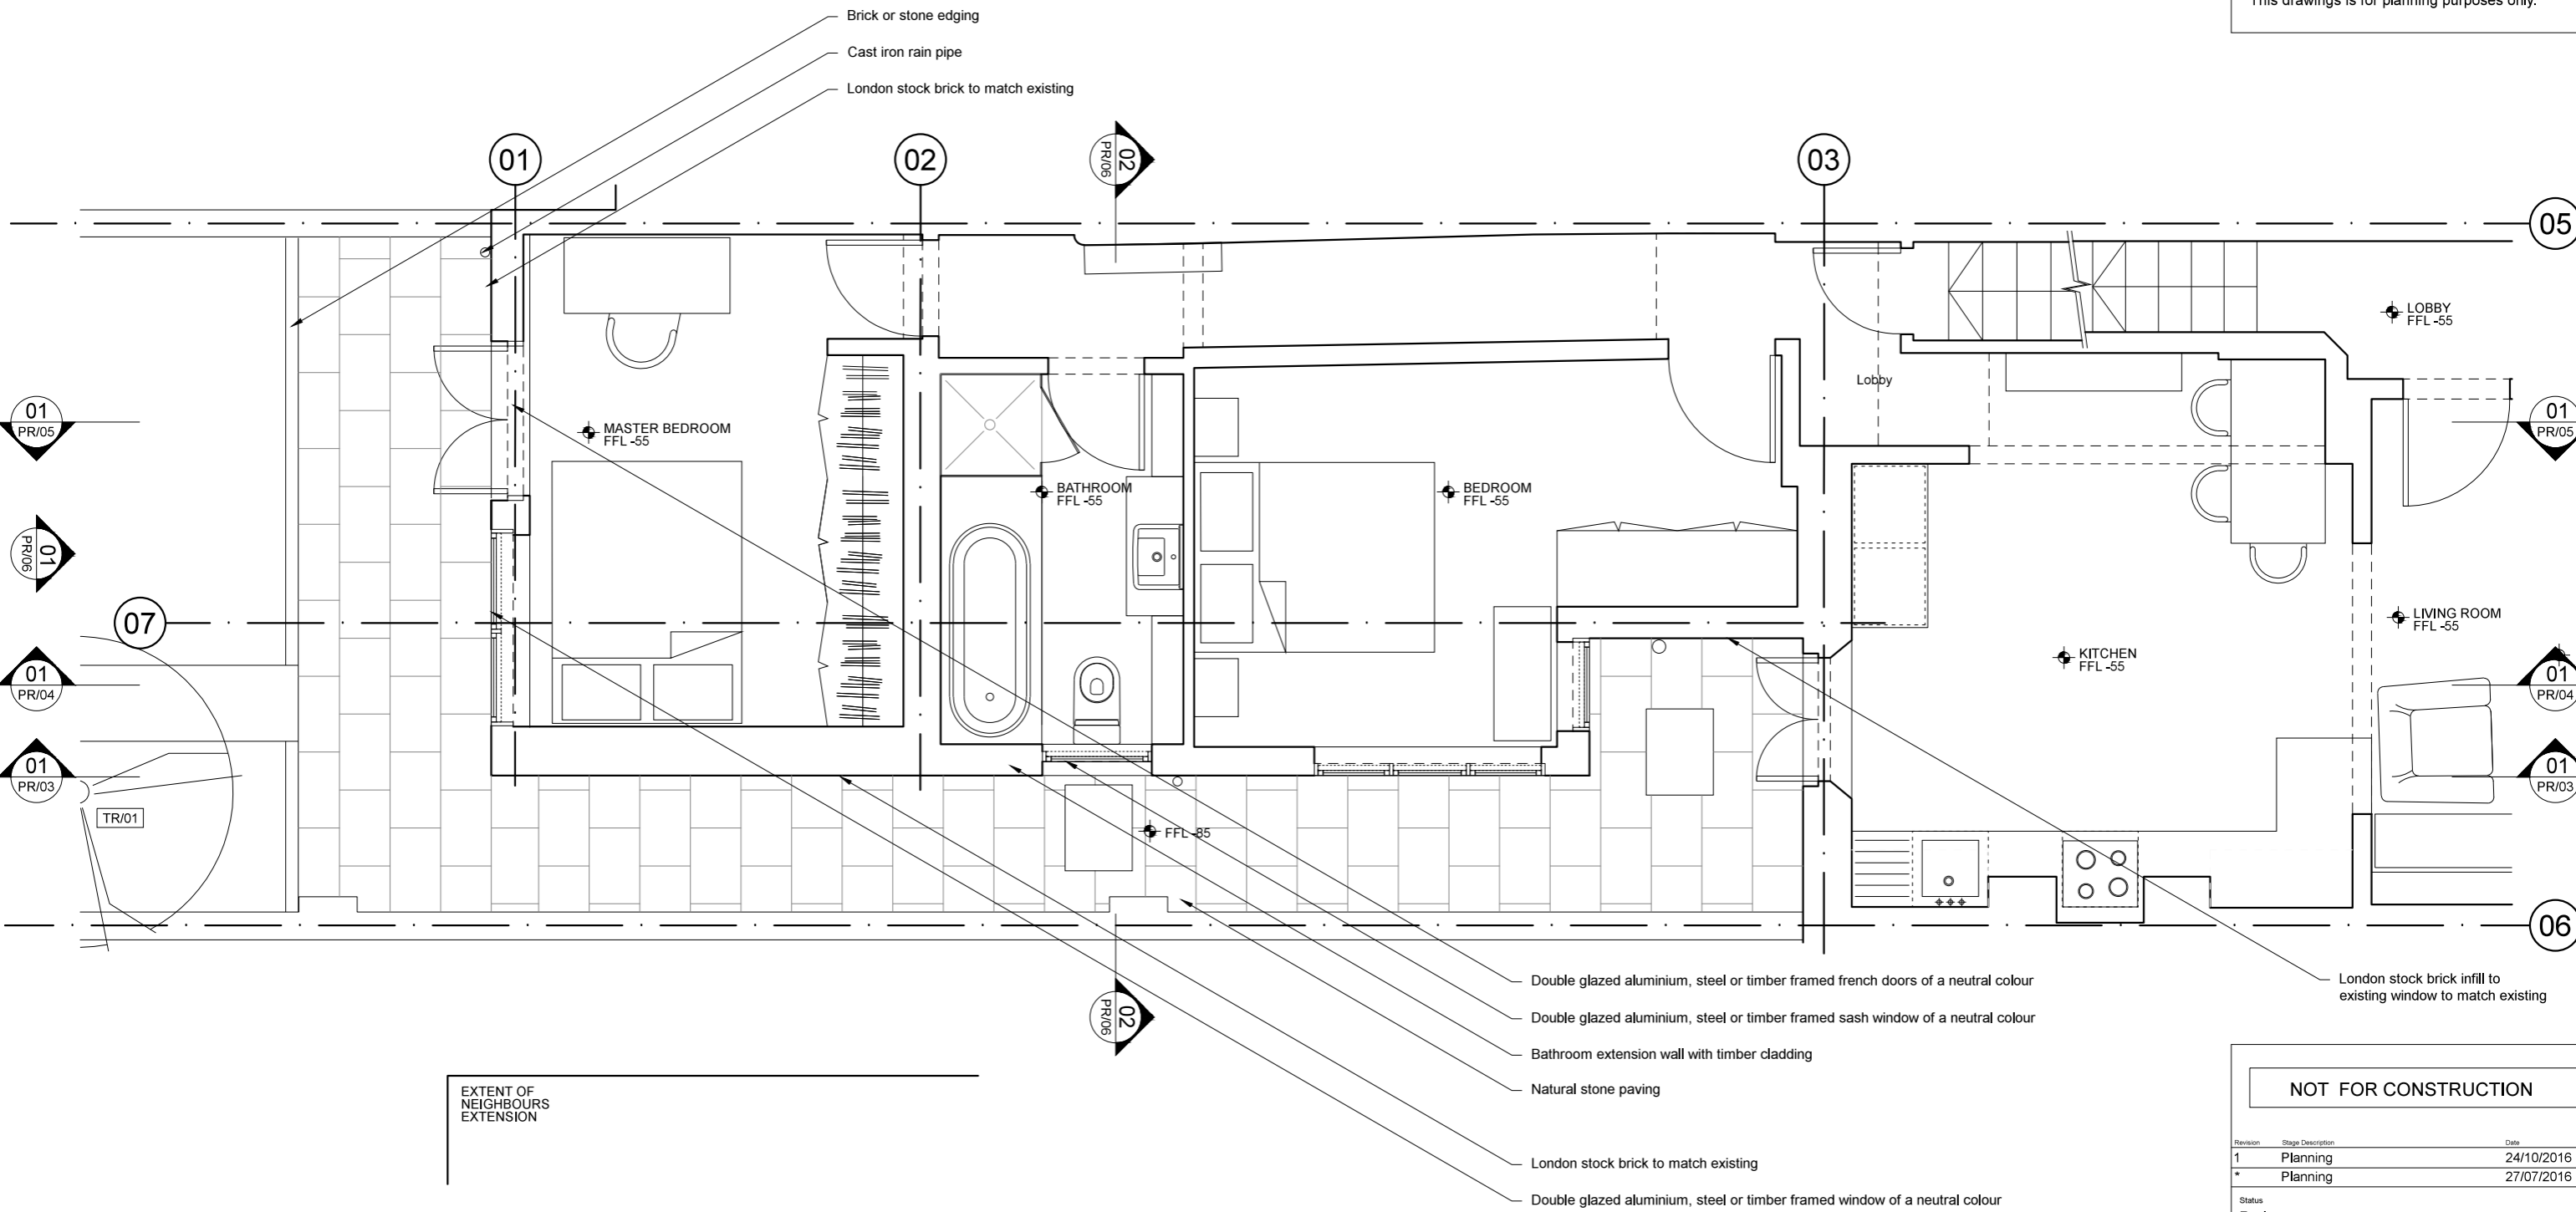 This drawings is for planning purposes only.
Brick or stone edging
Cast iron rain pipe
London stock brick to match existing
01
02
02
PR/06
03
05
LOBBY
FFL -55
Lobby
01
PR/05
01
PR/05
MASTER BEDROOM
FFL -55
BATHROOM
FFL -55
BEDROOM
FFL -55
01
PR/06
07
LIVING ROOM
FFL -55
KITCHEN
FFL -55
01
PR/04
01
PR/04
01
PR/03
01
PR/03
TR/01
FFL -85
06
Double glazed aluminium, steel or timber framed french doors of a neutral colour
London stock brick infill to
existing window to match existing
02
PR/06
Double glazed aluminium, steel or timber framed sash window of a neutral colour
Bathroom extension wall with timber cladding
Natural stone paving
EXTENT OF
NEIGHBOURS
EXTENSION
NOT FOR CONSTRUCTION
Revision Stage Description Date
1 Planning 24/10/2016
* Planning 27/07/2016
London stock brick to match existing
Double glazed aluminium, steel or timber framed window of a neutral colour
Status